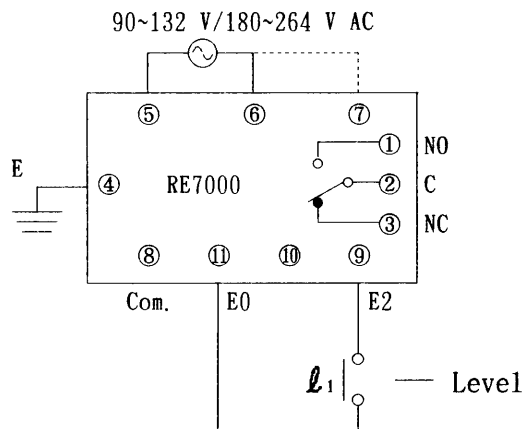 90~132 V/180~264 V AC
⑤ ⑥ ⑦
① NO
E
④ RE7000 ② C
③ NC
⑧ ⑪ ⑩ ⑨
Com. E0 E2
ℓ1 Level